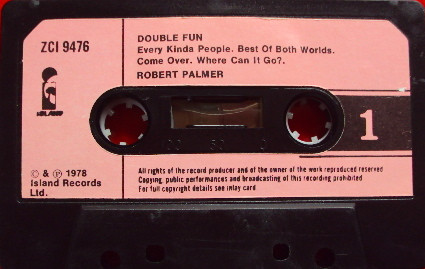 ZCI 9476
DOUBLE FUN
Every Kinda People. Best Of Both Worlds.
Come Over. Where Can It Go?.
ROBERT PALMER
ISLAND
1
© & ℗ 1978
Island Records
Ltd.
All rights of the record producer and of the owner of the work reproduced reserved
Copying, public performances and broadcasting of this recording prohibited
For full copyright details see inlay card